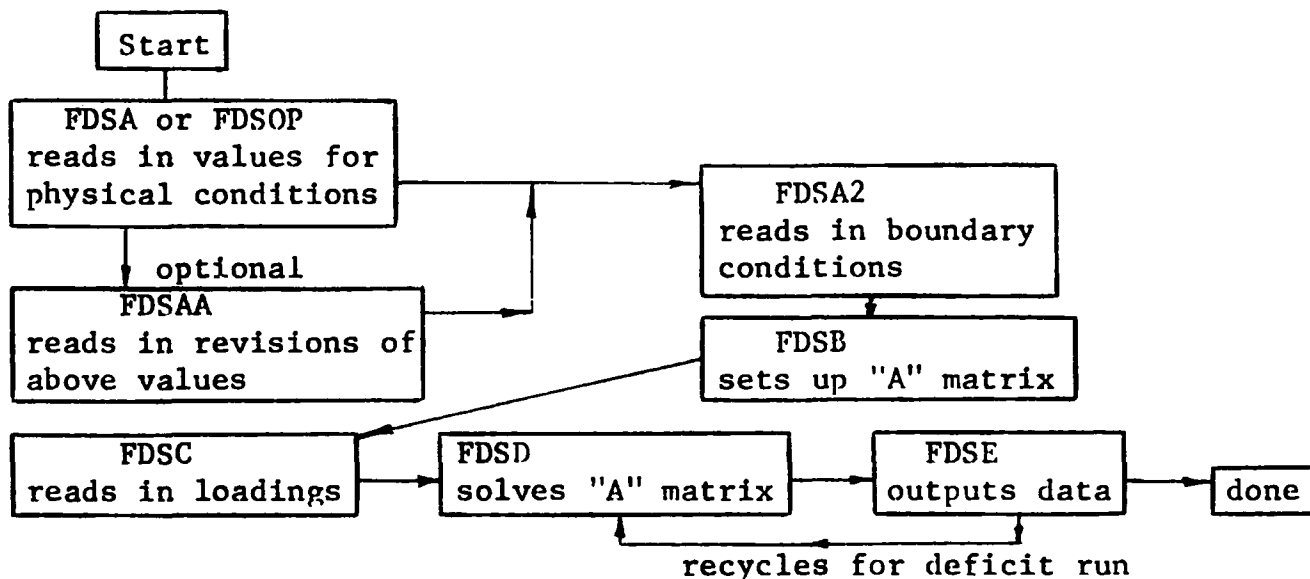 Start
FDSA or FDSOP
reads in values for
physical conditions
optional
FDSAA
reads in revisions of
above values
FDSA2
reads in boundary
conditions
FDSB
sets up "A" matrix
FDSC
reads in loadings
FDSD
solves "A" matrix
FDSE
outputs data
done
recycles for deficit run